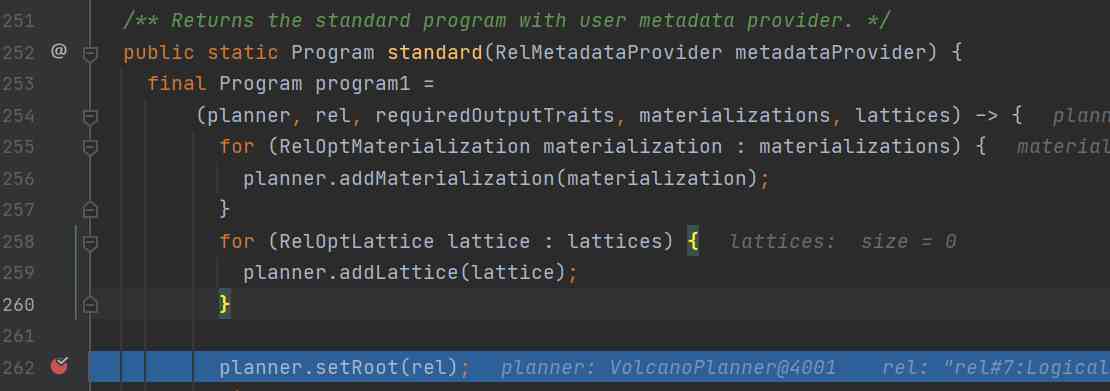 251 /** Returns the standard program with user metadata provider. */
252 @ public static Program standard(RelMetadataProvider metadataProvider) {
253 final Program program1 =
254 (planner, rel, requiredOutputTraits, materializations, lattices) -> {
255 for (RelOptMaterialization materialization : materializations) {
256 planner.addMaterialization(materialization);
257 }
258 for (RelOptLattice lattice : lattices) { lattices: size = 0
259 planner.addLattice(lattice);
260 }
261
262 planner.setRoot(rel); planner: VolcanoPlanner@4001 rel: "rel#7:Logical